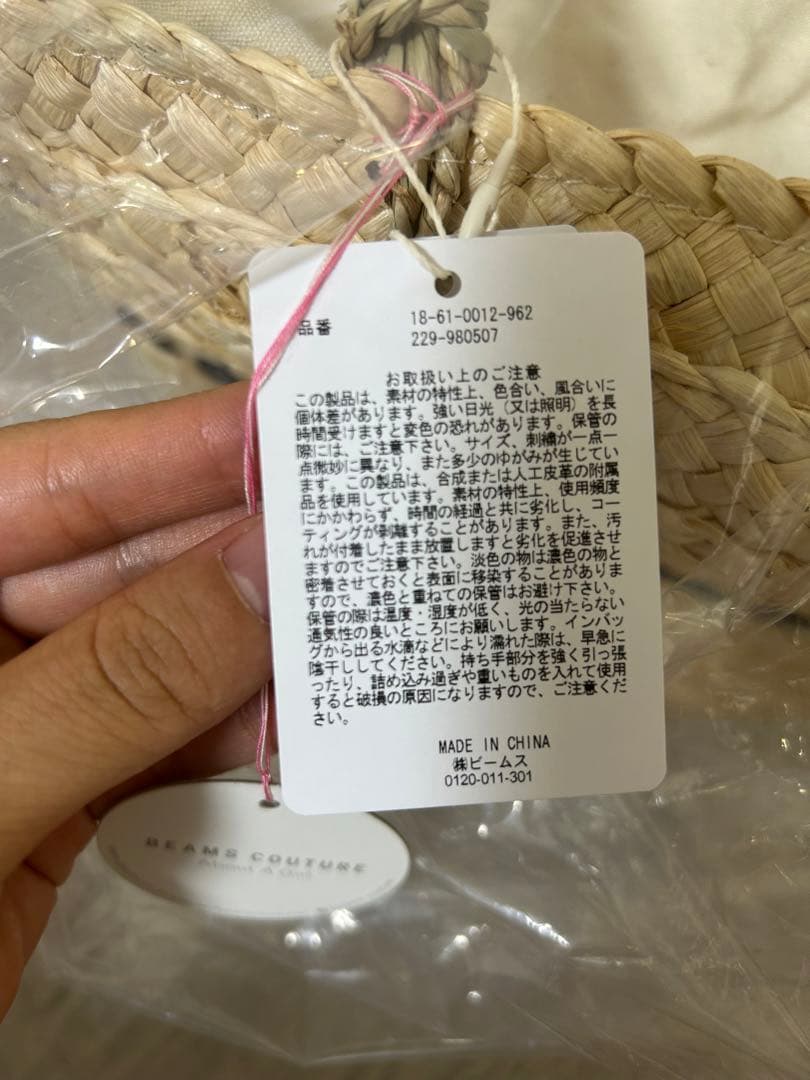 品番 18-61-0012-962
229-980507
お取扱い上のご注意
この製品は、素材の特性上、色合い、風合いに
個体差があります。強い日光(又は照明)を長
時間受けますと変色の恐れがあります。保管の
際には、ご注意下さい。サイズ、刺繍が一点一
点微妙に異なり、また多少のゆがみが生じてい
ます。この製品は、合成または人工皮革の附属
品を使用しています。素材の特性上、使用頻度
にかかわらず、時間の経過と共に劣化し、コー
ティングが剥離することがあります。また、汚
れが付着したまま放置しますと劣化を促進させ
ますのでご注意下さい。淡色の物は濃色の物と
密着させておくと表面に移染することがありま
すので、濃色と重ねての保管はお避け下さい。
保管の際は温度・湿度が低く、光の当たらない
通気性の良いところにお願いします。インバッ
グから出る水滴などにより濡れた際は、早急に
陰干ししてください。持ち手部分を強く引っ張
ったり、詰め込み過ぎや重いものを入れて使用
すると破損の原因になりますので、ご注意くだ
さい。
MADE IN CHINA
㈱ビームス
0120-011-301
BEAMS COUTURE